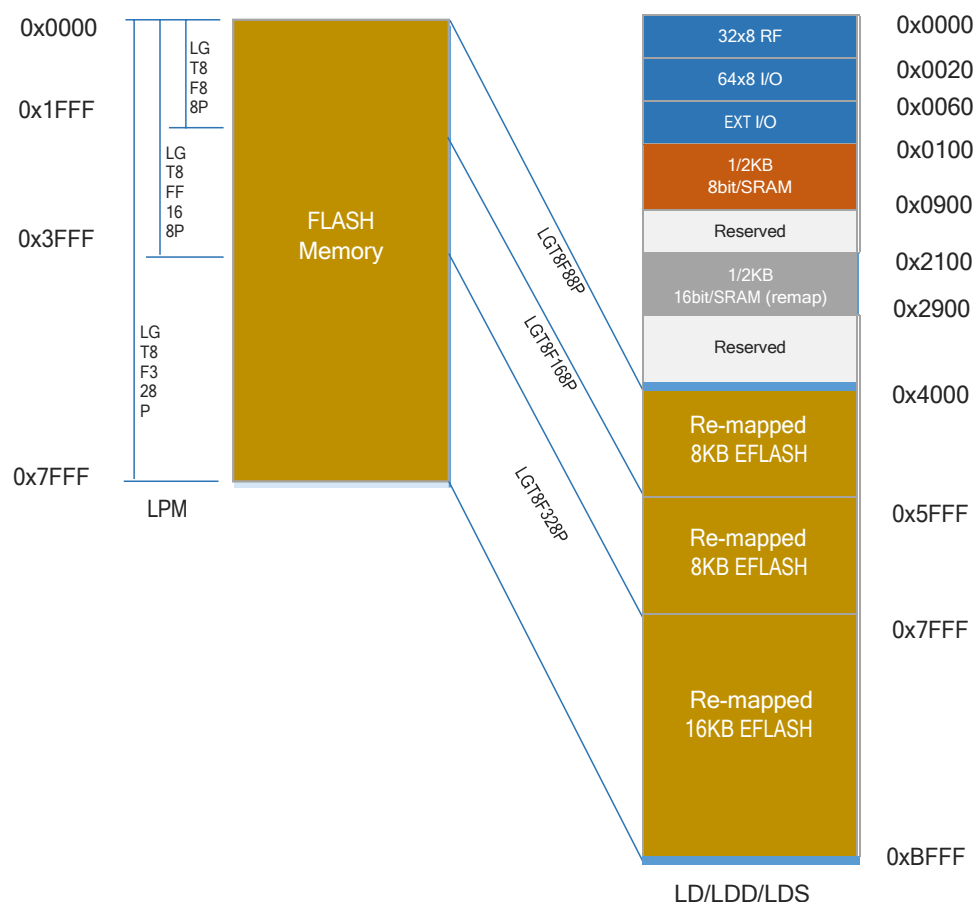 0x0000
0x1FFF
0x3FFF
0x7FFF
LG
T8
F8
8P
LG
T8
FF
16
8P
LG
T8
F3
28
P
LPM
FLASH
Memory
LGT8F88P
LGT8F168P
LGT8F328P
32x8 RF
64x8 I/O
EXT I/O
1/2KB
8bit/SRAM
Reserved
1/2KB
16bit/SRAM (remap)
Reserved
Re-mapped
8KB EFLASH
Re-mapped
8KB EFLASH
Re-mapped
16KB EFLASH
0x0000
0x0020
0x0060
0x0100
0x0900
0x2100
0x2900
0x4000
0x5FFF
0x7FFF
0xBFFF
LD/LDD/LDS